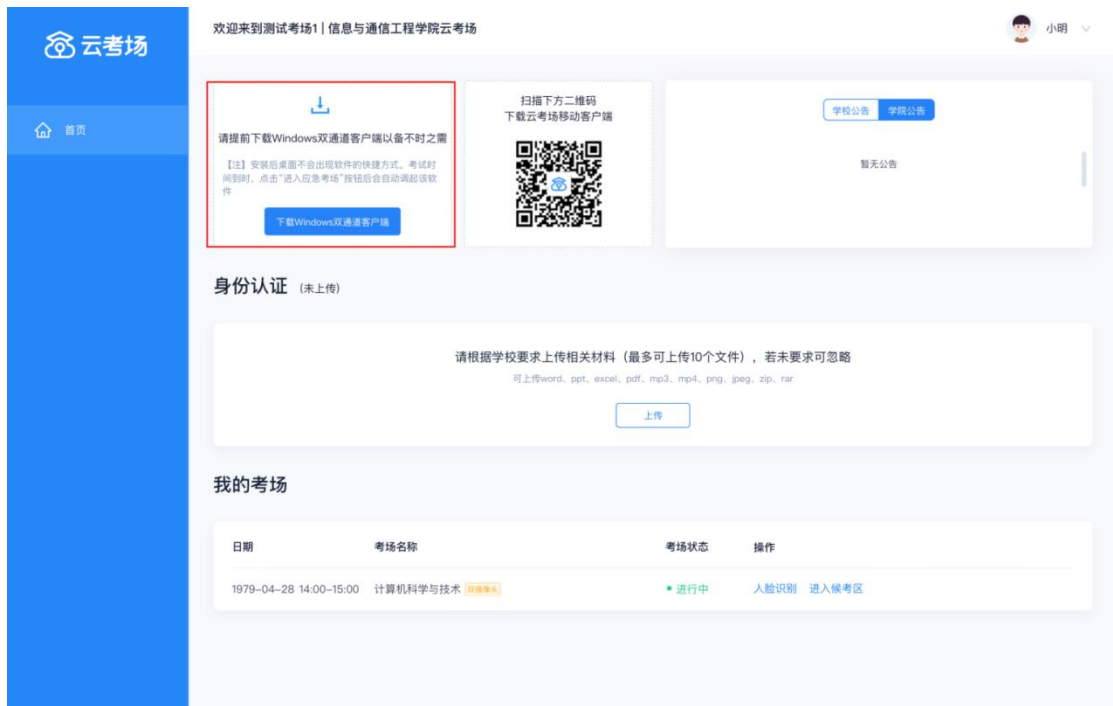 云考场
首页
欢迎来到测试考场1 | 信息与通信工程学院云考场
小明
请提前下载Windows双通道客户端以备不时之需
【注】安装后桌面不会出现软件的快捷方式。考试时
间到时，点击“进入应急考场”按钮后会自动调起该软
件
下载Windows双通道客户端
扫描下方二维码
下载云考场移动客户端
学校公告 学院公告
暂无公告
身份认证 （未上传）
请根据学校要求上传相关材料（最多可上传10个文件），若未要求可忽略
可上传word、ppt、excel、pdf、mp3、mp4、png、jpeg、zip、rar
上传
我的考场
日期 考场名称 考场状态 操作
1979-04-28 14:00-15:00 计算机科学与技术 双摄像头 进行中 人脸识别 进入候考区